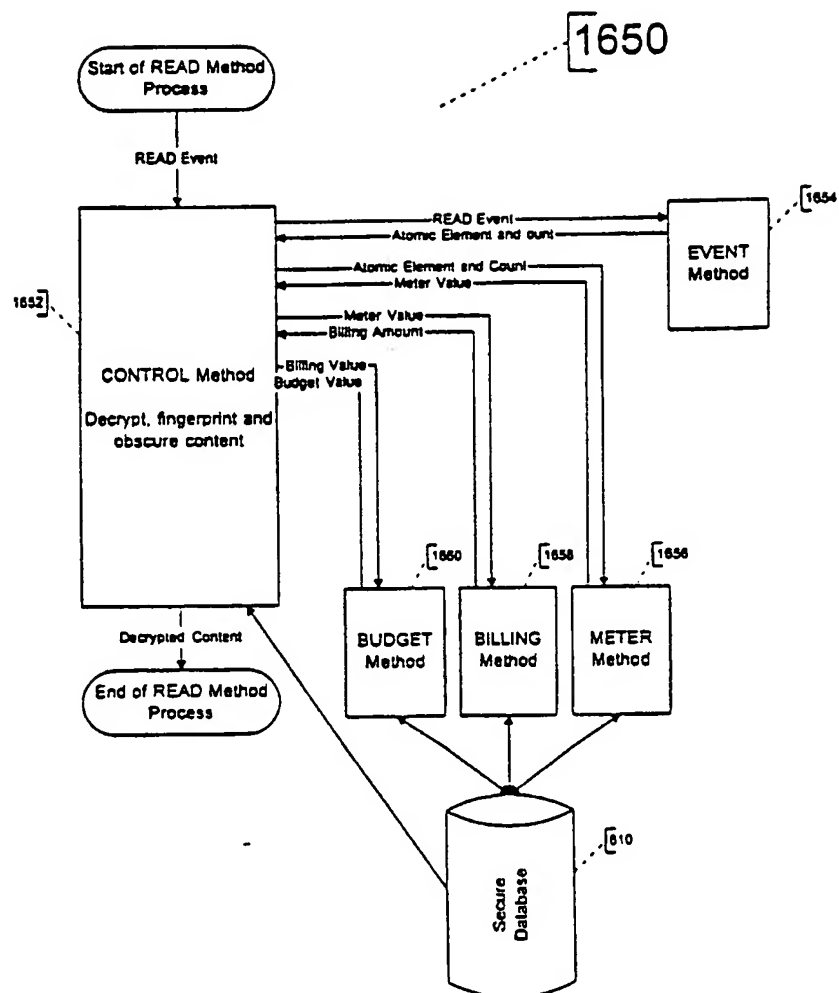 1650
Start of READ Method
Process
READ Event
READ Event
Atomic Element and ount
1654
EVENT
Method
Atomic Element and Count
Meter Value
1652
Meter Value
Billing Amount
Billing Value
Budget Value
CONTROL Method
Decrypt, fingerprint and
obscure content
1660
1658
1656
BUDGET
Method
BILLING
Method
METER
Method
Decrypted Content
End of READ Method
Process
610
Secure
Database